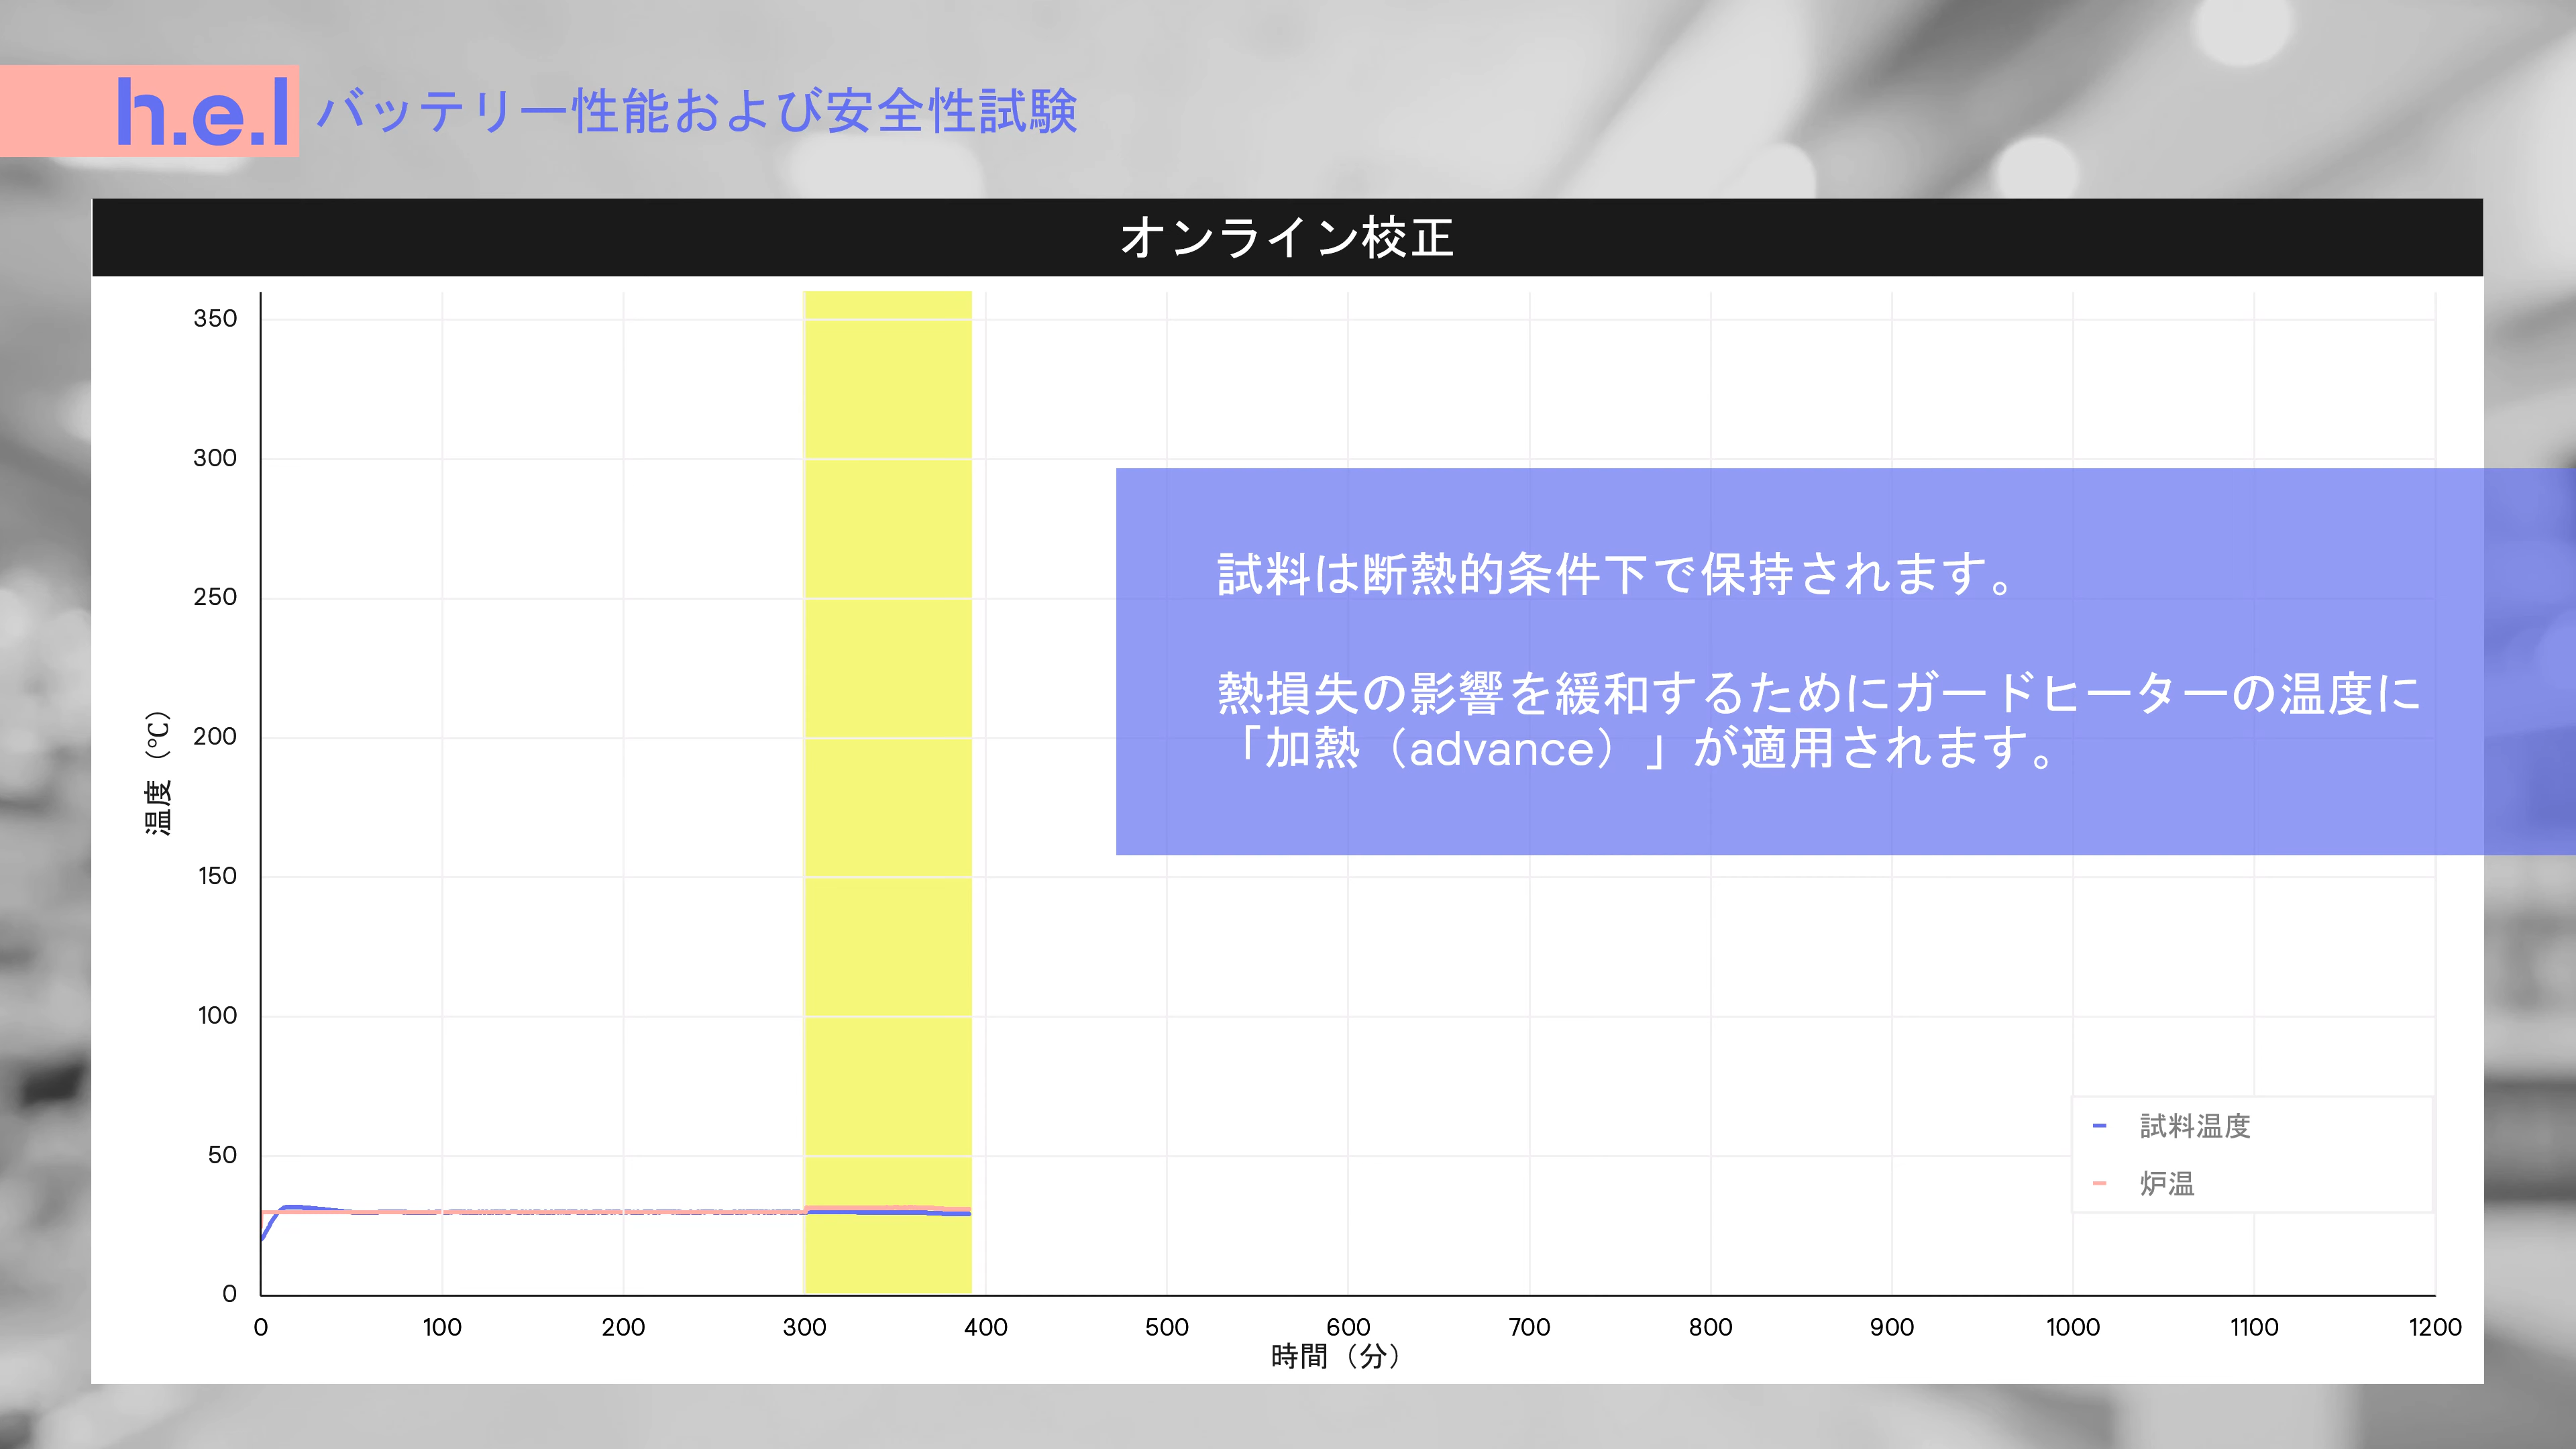 h.e.l バッテリー性能および安全性試験
オンライン校正
350
300
250
200
150
100
50
0
温度（℃）
試料は断熱的条件下で保持されます。
熱損失の影響を緩和するためにガードヒーターの温度に
「加熱（advance）」が適用されます。
試料温度
炉温
0 100 200 300 400 500 600 700 800 900 1000 1100 1200
時間（分）